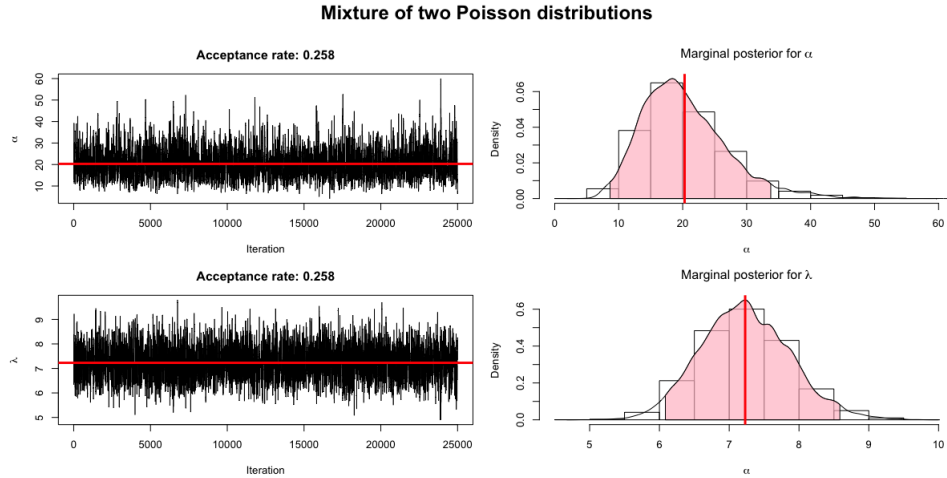 Mixture of two Poisson distributions
Acceptance rate: 0.258
α
10 20 30 40 50 60
0 5000 10000 15000 20000 25000
Iteration
Marginal posterior for α
Density
0.00 0.02 0.04 0.06
0 10 20 30 40 50 60
α
Acceptance rate: 0.258
λ
5 6 7 8 9
0 5000 10000 15000 20000 25000
Iteration
Marginal posterior for λ
Density
0.0 0.2 0.4 0.6
5 6 7 8 9 10
α